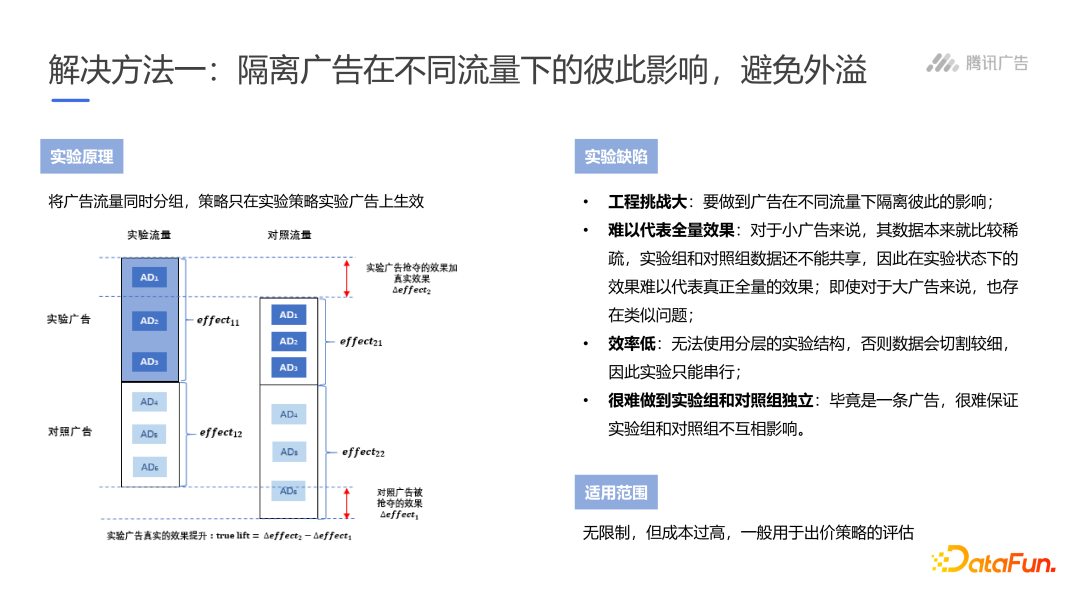 解决方法一：隔离广告在不同流量下的彼此影响，避免外溢
腾讯广告
实验原理
将广告流量同时分组，策略只在实验策略实验广告上生效
实验流量
对照流量
实验广告
对照广告
AD₁
AD₂
AD₃
AD₄
AD₅
AD₆
effect₁₁
effect₁₂
AD₁
AD₂
AD₃
AD₄
AD₅
AD₆
effect₂₁
effect₂₂
实验广告抢夺的效果加
真实效果
Δeffect₂
对照广告被
抢夺的效果
Δeffect₁
实验广告真实的效果提升：true lift = Δeffect₂ − Δeffect₁
实验缺陷
• 工程挑战大：要做到广告在不同流量下隔离彼此的影响；
• 难以代表全量效果：对于小广告来说，其数据本来就比较稀
疏，实验组和对照组数据还不能共享，因此在实验状态下的
效果难以代表真正全量的效果；即使对于大广告来说，也存
在类似问题；
• 效率低：无法使用分层的实验结构，否则数据会切割较细，
因此实验只能串行；
• 很难做到实验组和对照组独立：毕竟是一条广告，很难保证
实验组和对照组不互相影响。
适用范围
无限制，但成本过高，一般用于出价策略的评估
DataFun.